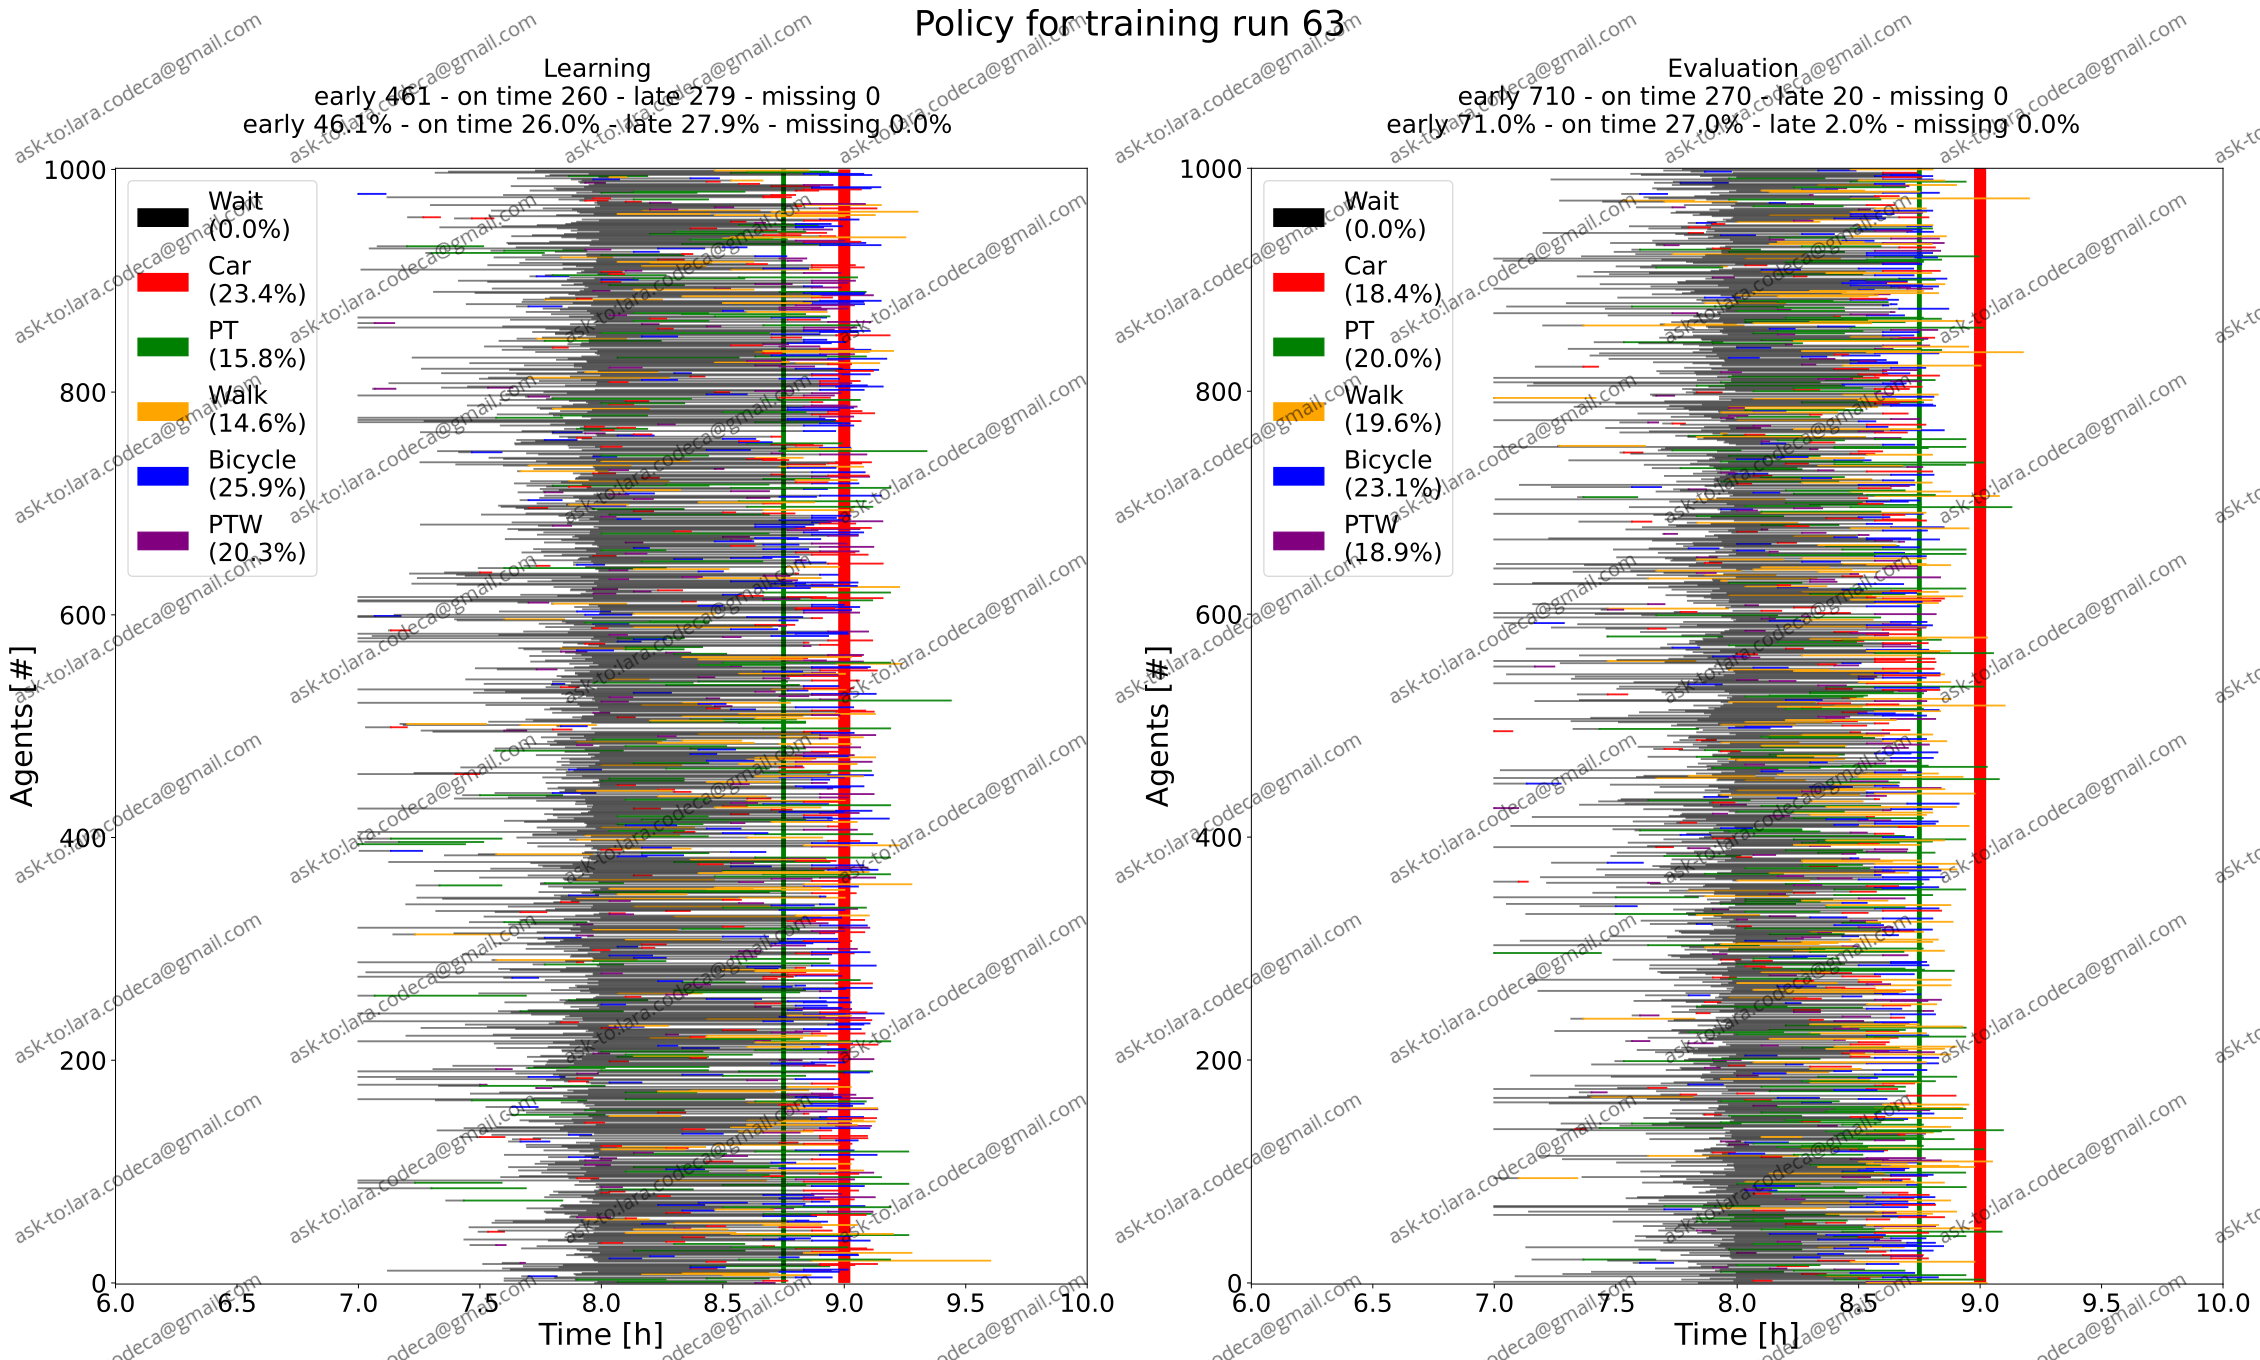 Policy for training run 63
Learning
early 461 - on time 260 - late 279 - missing 0
early 46.1% - on time 26.0% - late 27.9% - missing 0.0%
Wait
(0.0%)
Car
(23.4%)
PT
(15.8%)
Walk
(14.6%)
Bicycle
(25.9%)
PTW
(20.3%)
1000
800
600
400
200
0
Agents [#]
6.0 6.5 7.0 7.5 8.0 8.5 9.0 9.5 10.0
Time [h]
Evaluation
early 710 - on time 270 - late 20 - missing 0
early 71.0% - on time 27.0% - late 2.0% - missing 0.0%
Wait
(0.0%)
Car
(18.4%)
PT
(20.0%)
Walk
(19.6%)
Bicycle
(23.1%)
PTW
(18.9%)
1000
800
600
400
200
0
Agents [#]
6.0 6.5 7.0 7.5 8.0 8.5 9.0 9.5 10.0
Time [h]
ask-to:lara.codeca@gmail.com